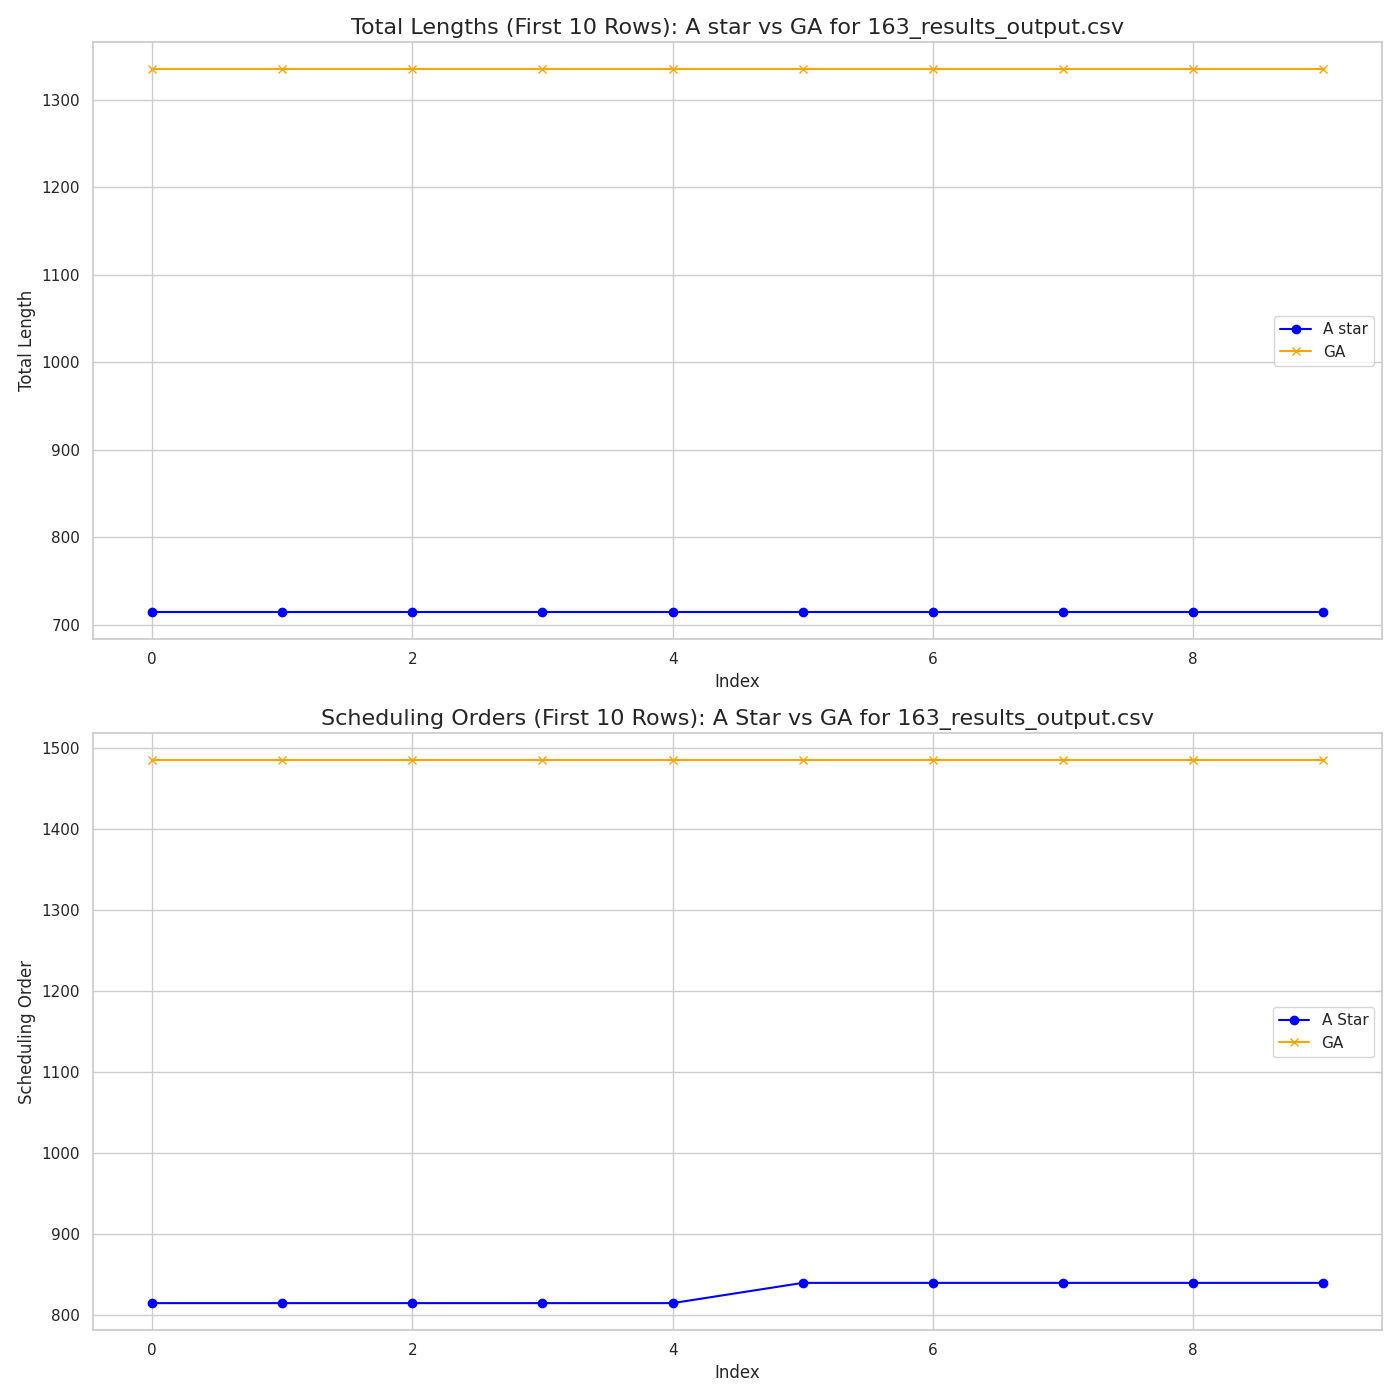 Total Lengths (First 10 Rows): A star vs GA for 163_results_output.csv
1300
1200
1100
1000
900
800
700
Total Length
A star
GA
0
2
4
6
8
Index
Scheduling Orders (First 10 Rows): A Star vs GA for 163_results_output.csv
1500
1400
1300
1200
1100
1000
900
800
Scheduling Order
A Star
GA
0
2
4
6
8
Index